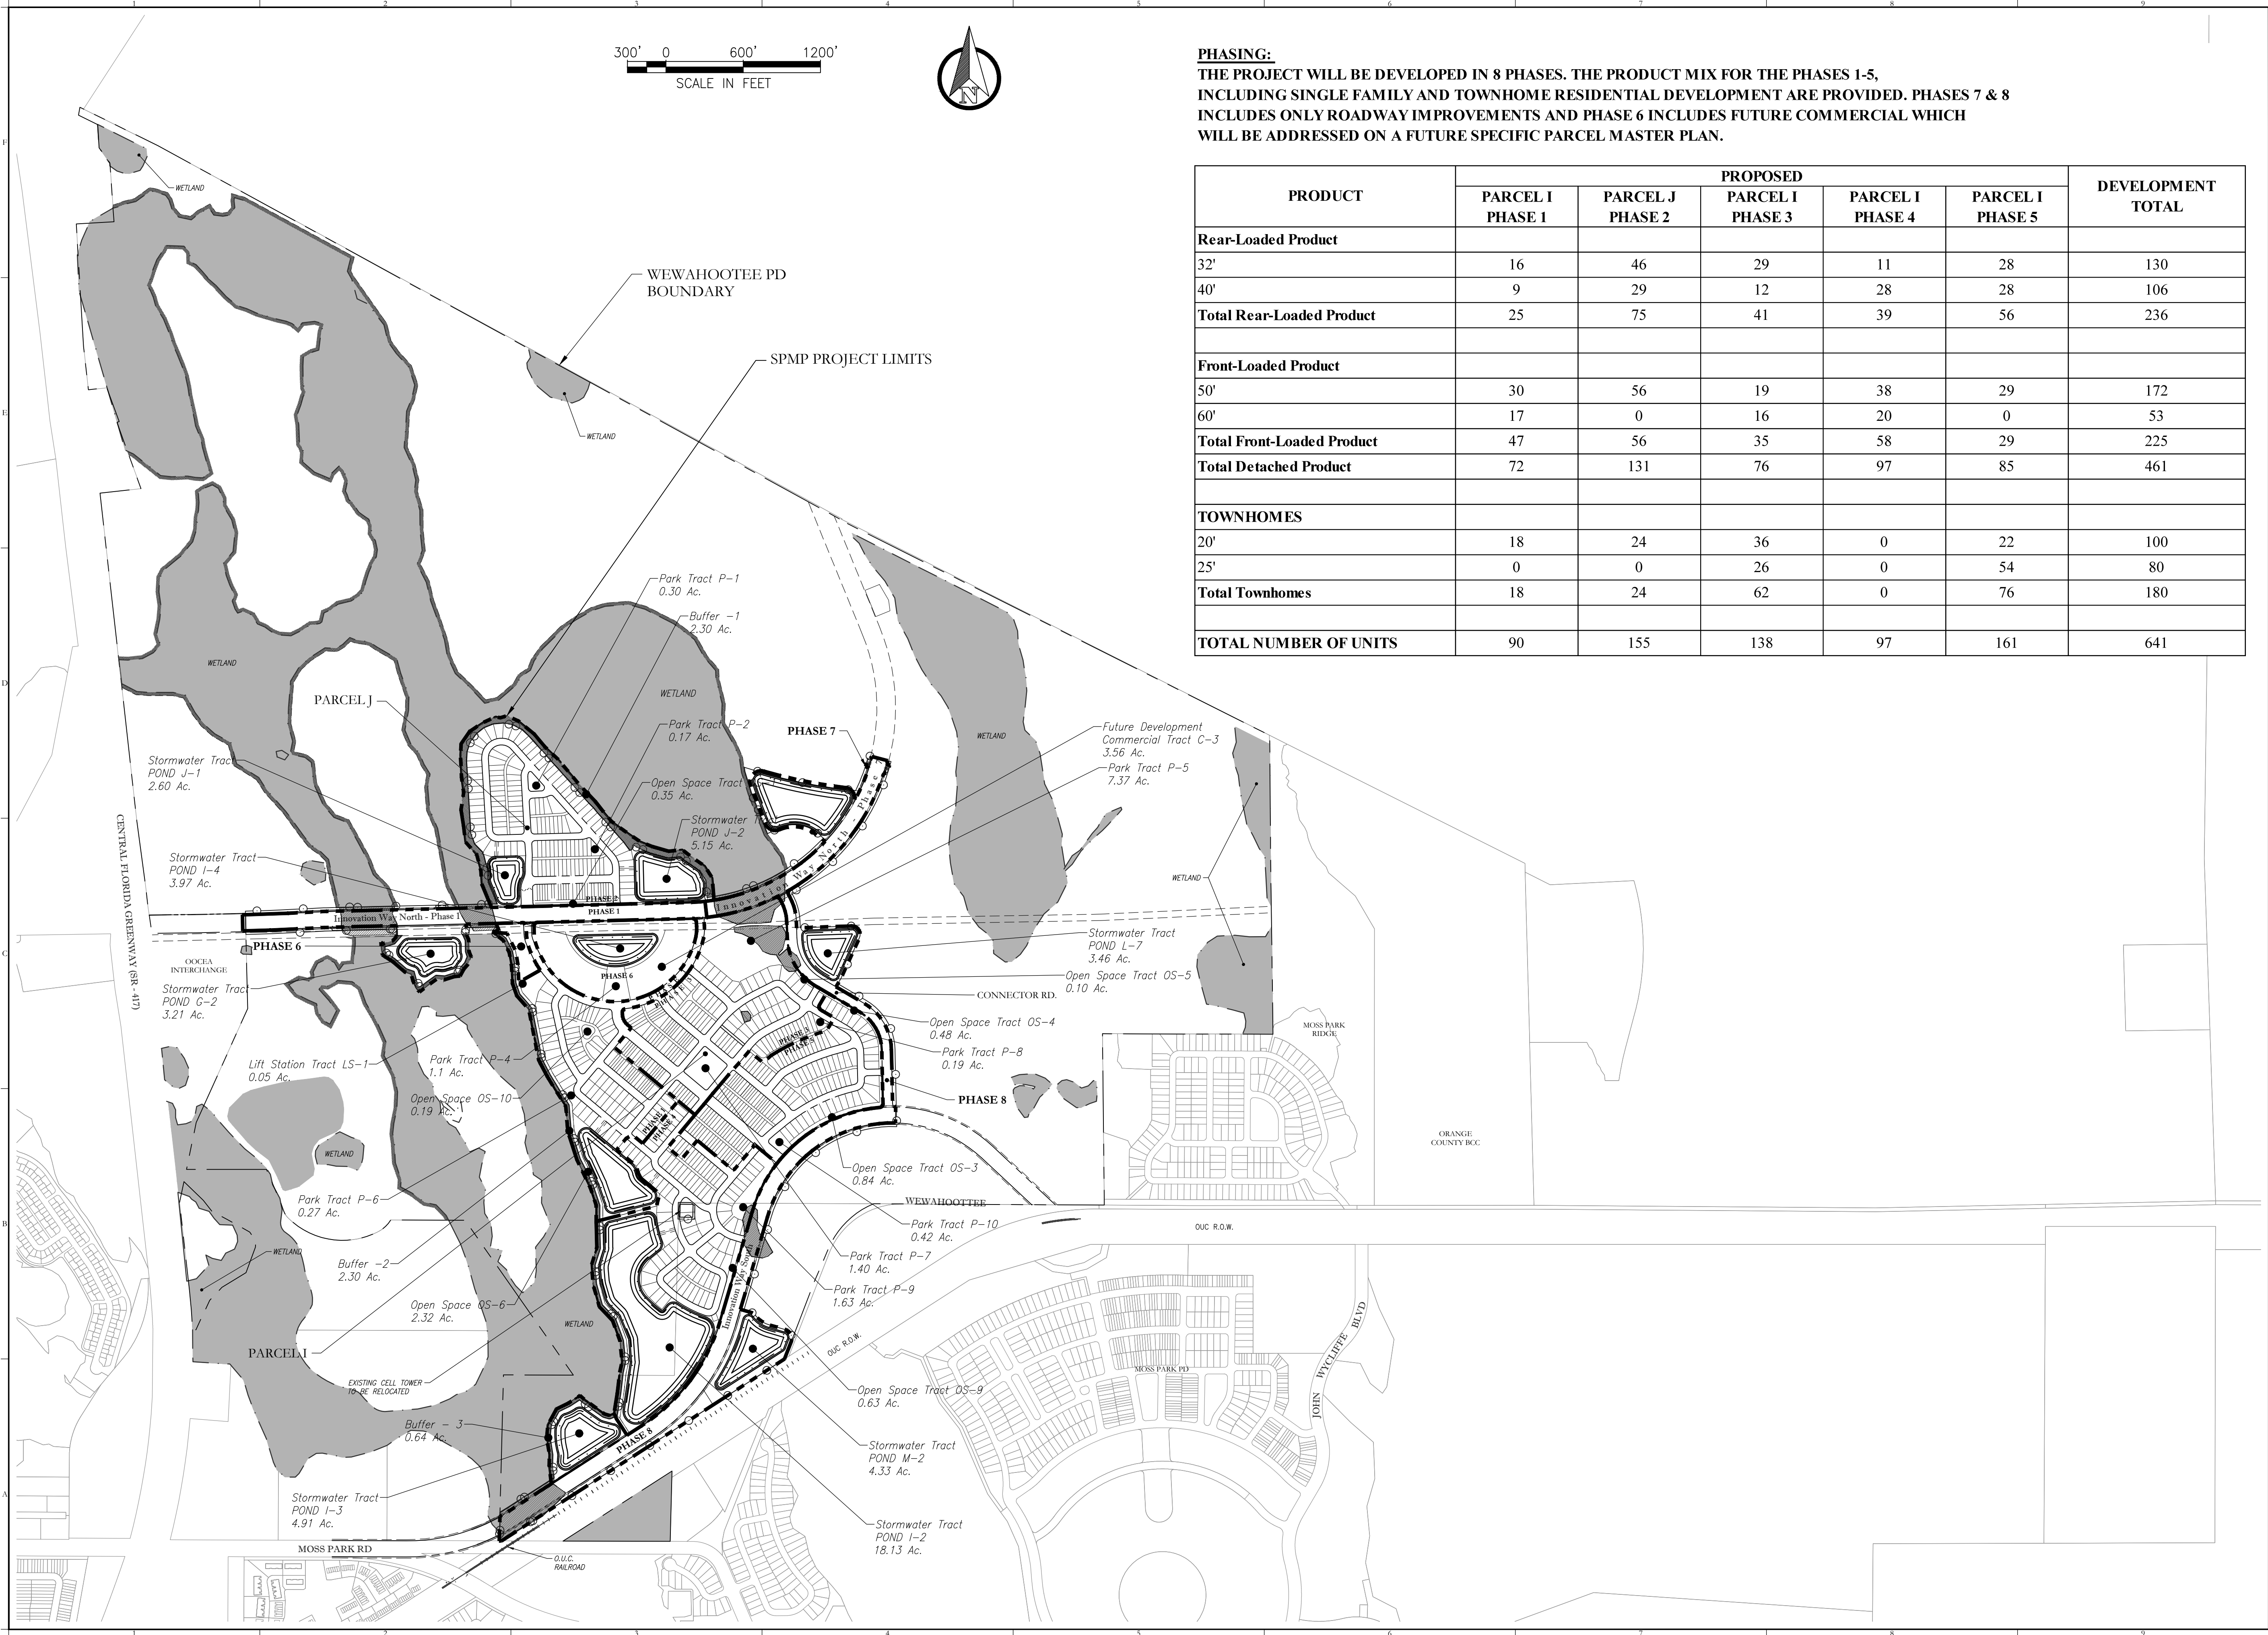 300' 0 600' 1200'
SCALE IN FEET
N
PHASING:
THE PROJECT WILL BE DEVELOPED IN 8 PHASES. THE PRODUCT MIX FOR THE PHASES 1-5,
INCLUDING SINGLE FAMILY AND TOWNHOME RESIDENTIAL DEVELOPMENT ARE PROVIDED. PHASES 7 & 8
INCLUDES ONLY ROADWAY IMPROVEMENTS AND PHASE 6 INCLUDES FUTURE COMMERCIAL WHICH
WILL BE ADDRESSED ON A FUTURE SPECIFIC PARCEL MASTER PLAN.
PRODUCT PROPOSED DEVELOPMENT TOTAL
PARCEL I PHASE 1 PARCEL J PHASE 2 PARCEL I PHASE 3 PARCEL I PHASE 4 PARCEL I PHASE 5
Rear-Loaded Product
32' 16 46 29 11 28 130
40' 9 29 12 28 28 106
Total Rear-Loaded Product 25 75 41 39 56 236
Front-Loaded Product
50' 30 56 19 38 29 172
60' 17 0 16 20 0 53
Total Front-Loaded Product 47 56 35 58 29 225
Total Detached Product 72 131 76 97 85 461
TOWNHOMES
20' 18 24 36 0 22 100
25' 0 0 26 0 54 80
Total Townhomes 18 24 62 0 76 180
TOTAL NUMBER OF UNITS 90 155 138 97 161 641
WETLAND
WEWAHOOTEE PD
BOUNDARY
SPMP PROJECT LIMITS
WETLAND
Park Tract P-1
0.30 Ac.
Buffer -1
2.30 Ac.
WETLAND
WETLAND
PARCEL J
Park Tract P-2
0.17 Ac.
PHASE 7
WETLAND
Future Development
Commercial Tract C-3
3.56 Ac.
Park Tract P-5
7.37 Ac.
Stormwater Tract
POND J-1
2.60 Ac.
Open Space Tract
0.35 Ac.
Stormwater
POND J-2
5.15 Ac.
Innovation Way North - Phase
CENTRAL FLORIDA GREENWAY (SR - 417)
Stormwater Tract
POND I-4
3.97 Ac.
WETLAND
PHASE 2
PHASE 1
Innovation Way North - Phase 1
PHASE 6
OOCEA
INTERCHANGE
PHASE 6
Stormwater Tract
POND L-7
3.46 Ac.
Open Space Tract OS-5
0.10 Ac.
Stormwater Tract
POND G-2
3.21 Ac.
CONNECTOR RD.
Open Space Tract OS-4
0.48 Ac.
PHASE 3
PHASE 5
MOSS PARK
RIDGE
Lift Station Tract LS-1
0.05 Ac.
Park Tract P-4
1.1 Ac.
Park Tract P-8
0.19 Ac.
Open Space OS-10
0.19 Ac.
PHASE 8
PHASE 4
ORANGE
COUNTY BCC
WETLAND
Open Space Tract OS-3
0.84 Ac.
Park Tract P-6
0.27 Ac.
WEWAHOOTTEE
OUC R.O.W.
Park Tract P-10
0.42 Ac.
WETLAND
Park Tract P-7
1.40 Ac.
Buffer -2
2.30 Ac.
Park Tract P-9
1.63 Ac.
Open Space OS-6
2.32 Ac.
WETLAND
Innovation Way South
OUC R.O.W.
PARCEL I
EXISTING CELL TOWER
TO BE RELOCATED
MOSS PARK PD
JOHN WYCLIFFE BLVD
Open Space Tract OS-9
0.63 Ac.
Buffer - 3
0.64 Ac.
PHASE 8
Stormwater Tract
POND M-2
4.33 Ac.
Stormwater Tract
POND I-3
4.91 Ac.
Stormwater Tract
POND I-2
18.13 Ac.
MOSS PARK RD
O.U.C.
RAILROAD